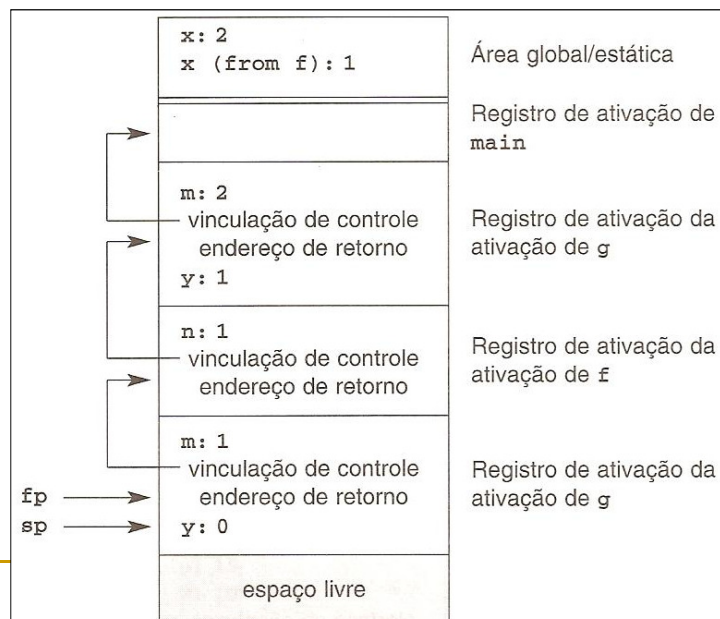 x: 2
x (from f): 1
Área global/estática
Registro de ativação de
main
m: 2
vinculação de controle
endereço de retorno
y: 1
Registro de ativação da
ativação de g
n: 1
vinculação de controle
endereço de retorno
Registro de ativação da
ativação de f
m: 1
vinculação de controle
endereço de retorno
y: 0
Registro de ativação da
ativação de g
fp
sp
espaço livre